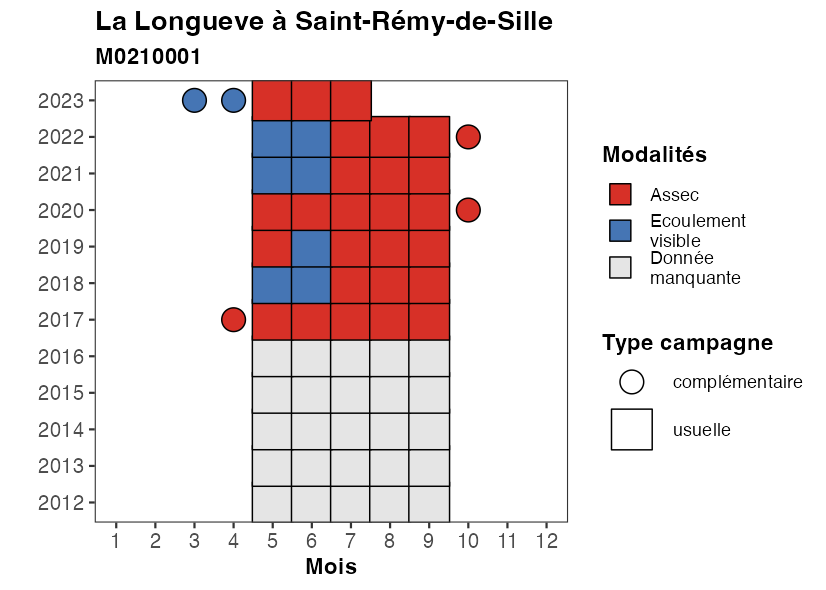 La Longueve à Saint-Rémy-de-Sille
M0210001
2023
2022
2021
2020
2019
2018
2017
2016
2015
2014
2013
2012
1 2 3 4 5 6 7 8 9 10 11 12
Mois
Modalités
Assec
Ecoulement
visible
Donnée
manquante
Type campagne
complémentaire
usuelle